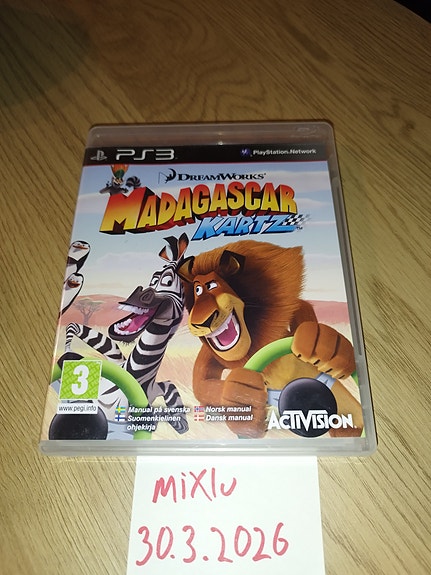 PS3
PlayStation.Network
DREAMWORKS
MADAGASCAR
KARTZ™
3
www.pegi.info
Manual på svenska
Norsk manual
Suomenkielinen ohjekirja
Dansk manual
ACTIVISION.
mixlu
30.3.2026